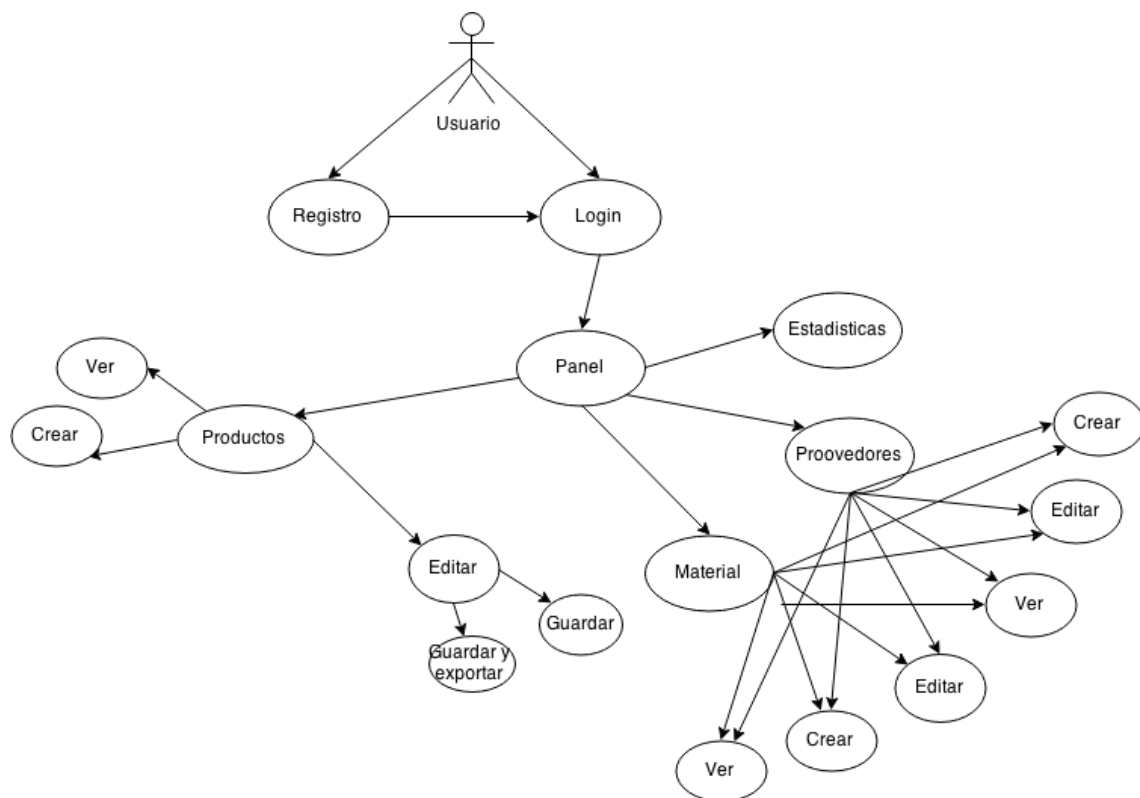 Usuario
Registro
Login
Estadisticas
Panel
Ver
Crear
Productos
Proovedores
Crear
Editar
Editar
Material
Ver
Guardar
Guardar y
exportar
Editar
Crear
Ver